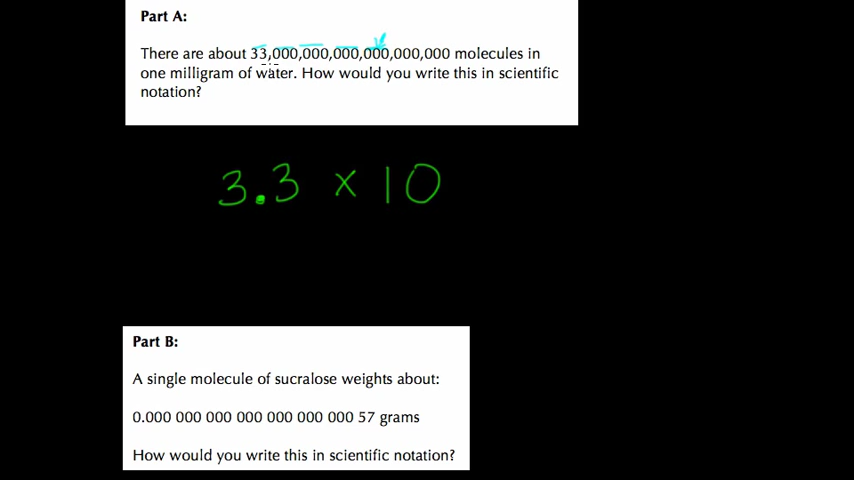 Part A:
There are about 33,000,000,000,000,000,000 molecules in
one milligram of water. How would you write this in scientific
notation?
3.3 x 10
Part B:
A single molecule of sucralose weights about:
0.000 000 000 000 000 000 000 57 grams
How would you write this in scientific notation?